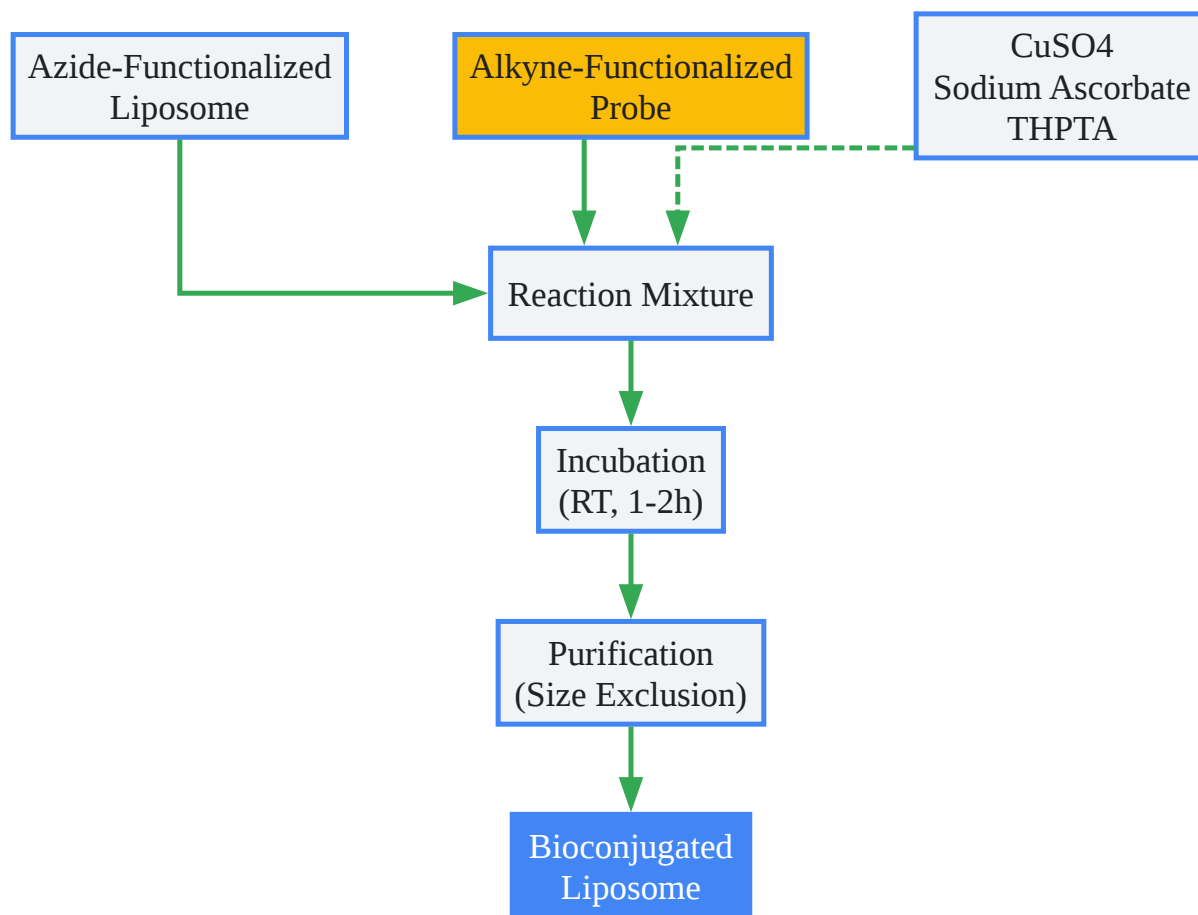 Azide-Functionalized
Liposome
Alkyne-Functionalized
Probe
CuSO4
Sodium Ascorbate
THPTA
Reaction Mixture
Incubation
(RT, 1-2h)
Purification
(Size Exclusion)
Bioconjugated
Liposome